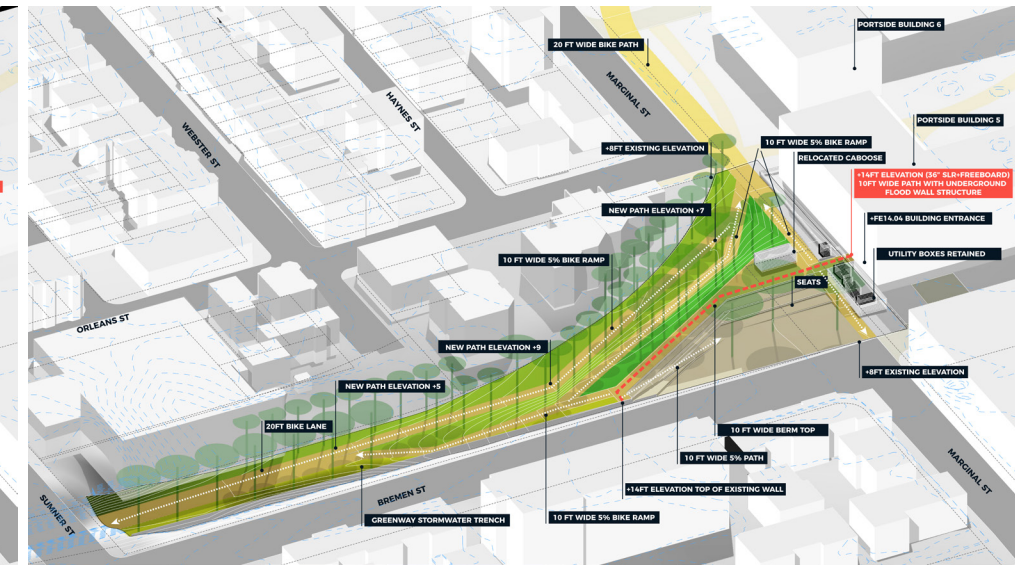 PORTSIDE BUILDING 6
20 FT WIDE BIKE PATH
MARGINAL ST
HAYNES ST
WEBSTER ST
PORTSIDE BUILDING 5
10 FT WIDE 5% BIKE RAMP
+8FT EXISTING ELEVATION
RELOCATED CABOOSE
+14FT ELEVATION (36" SLR+FREEBOARD)
10FT WIDE PATH WITH UNDERGROUND
FLOOD WALL STRUCTURE
NEW PATH ELEVATION +7
+FE14.04 BUILDING ENTRANCE
UTILITY BOXES RETAINED
10 FT WIDE 5% BIKE RAMP
SEATS
ORLEANS ST
NEW PATH ELEVATION +9
+8FT EXISTING ELEVATION
NEW PATH ELEVATION +5
20FT BIKE LANE
10 FT WIDE BERM TOP
10 FT WIDE 5% PATH
MARGINAL ST
+14FT ELEVATION TOP OF EXISTING WALL
BREMEN ST
SUMNER ST
GREENWAY STORMWATER TRENCH
10 FT WIDE 5% BIKE RAMP